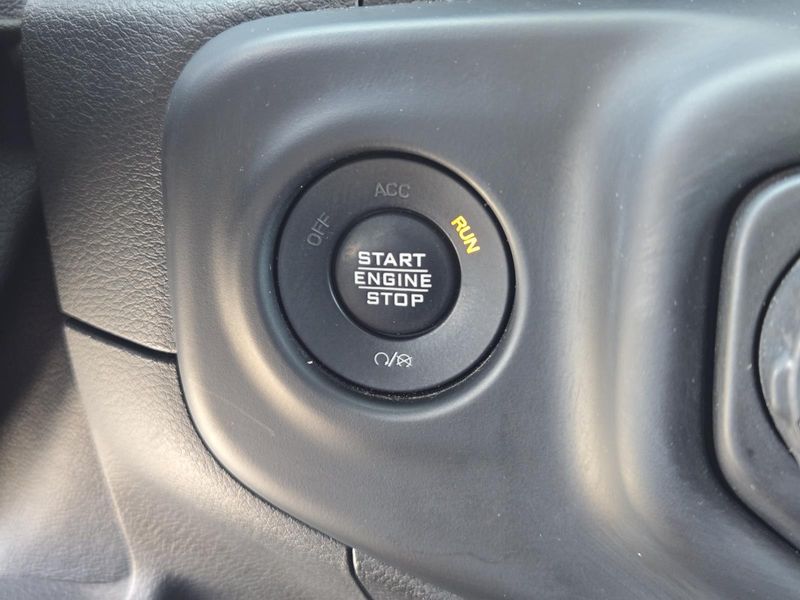 OFF
ACC
RUN
START
ENGINE
STOP